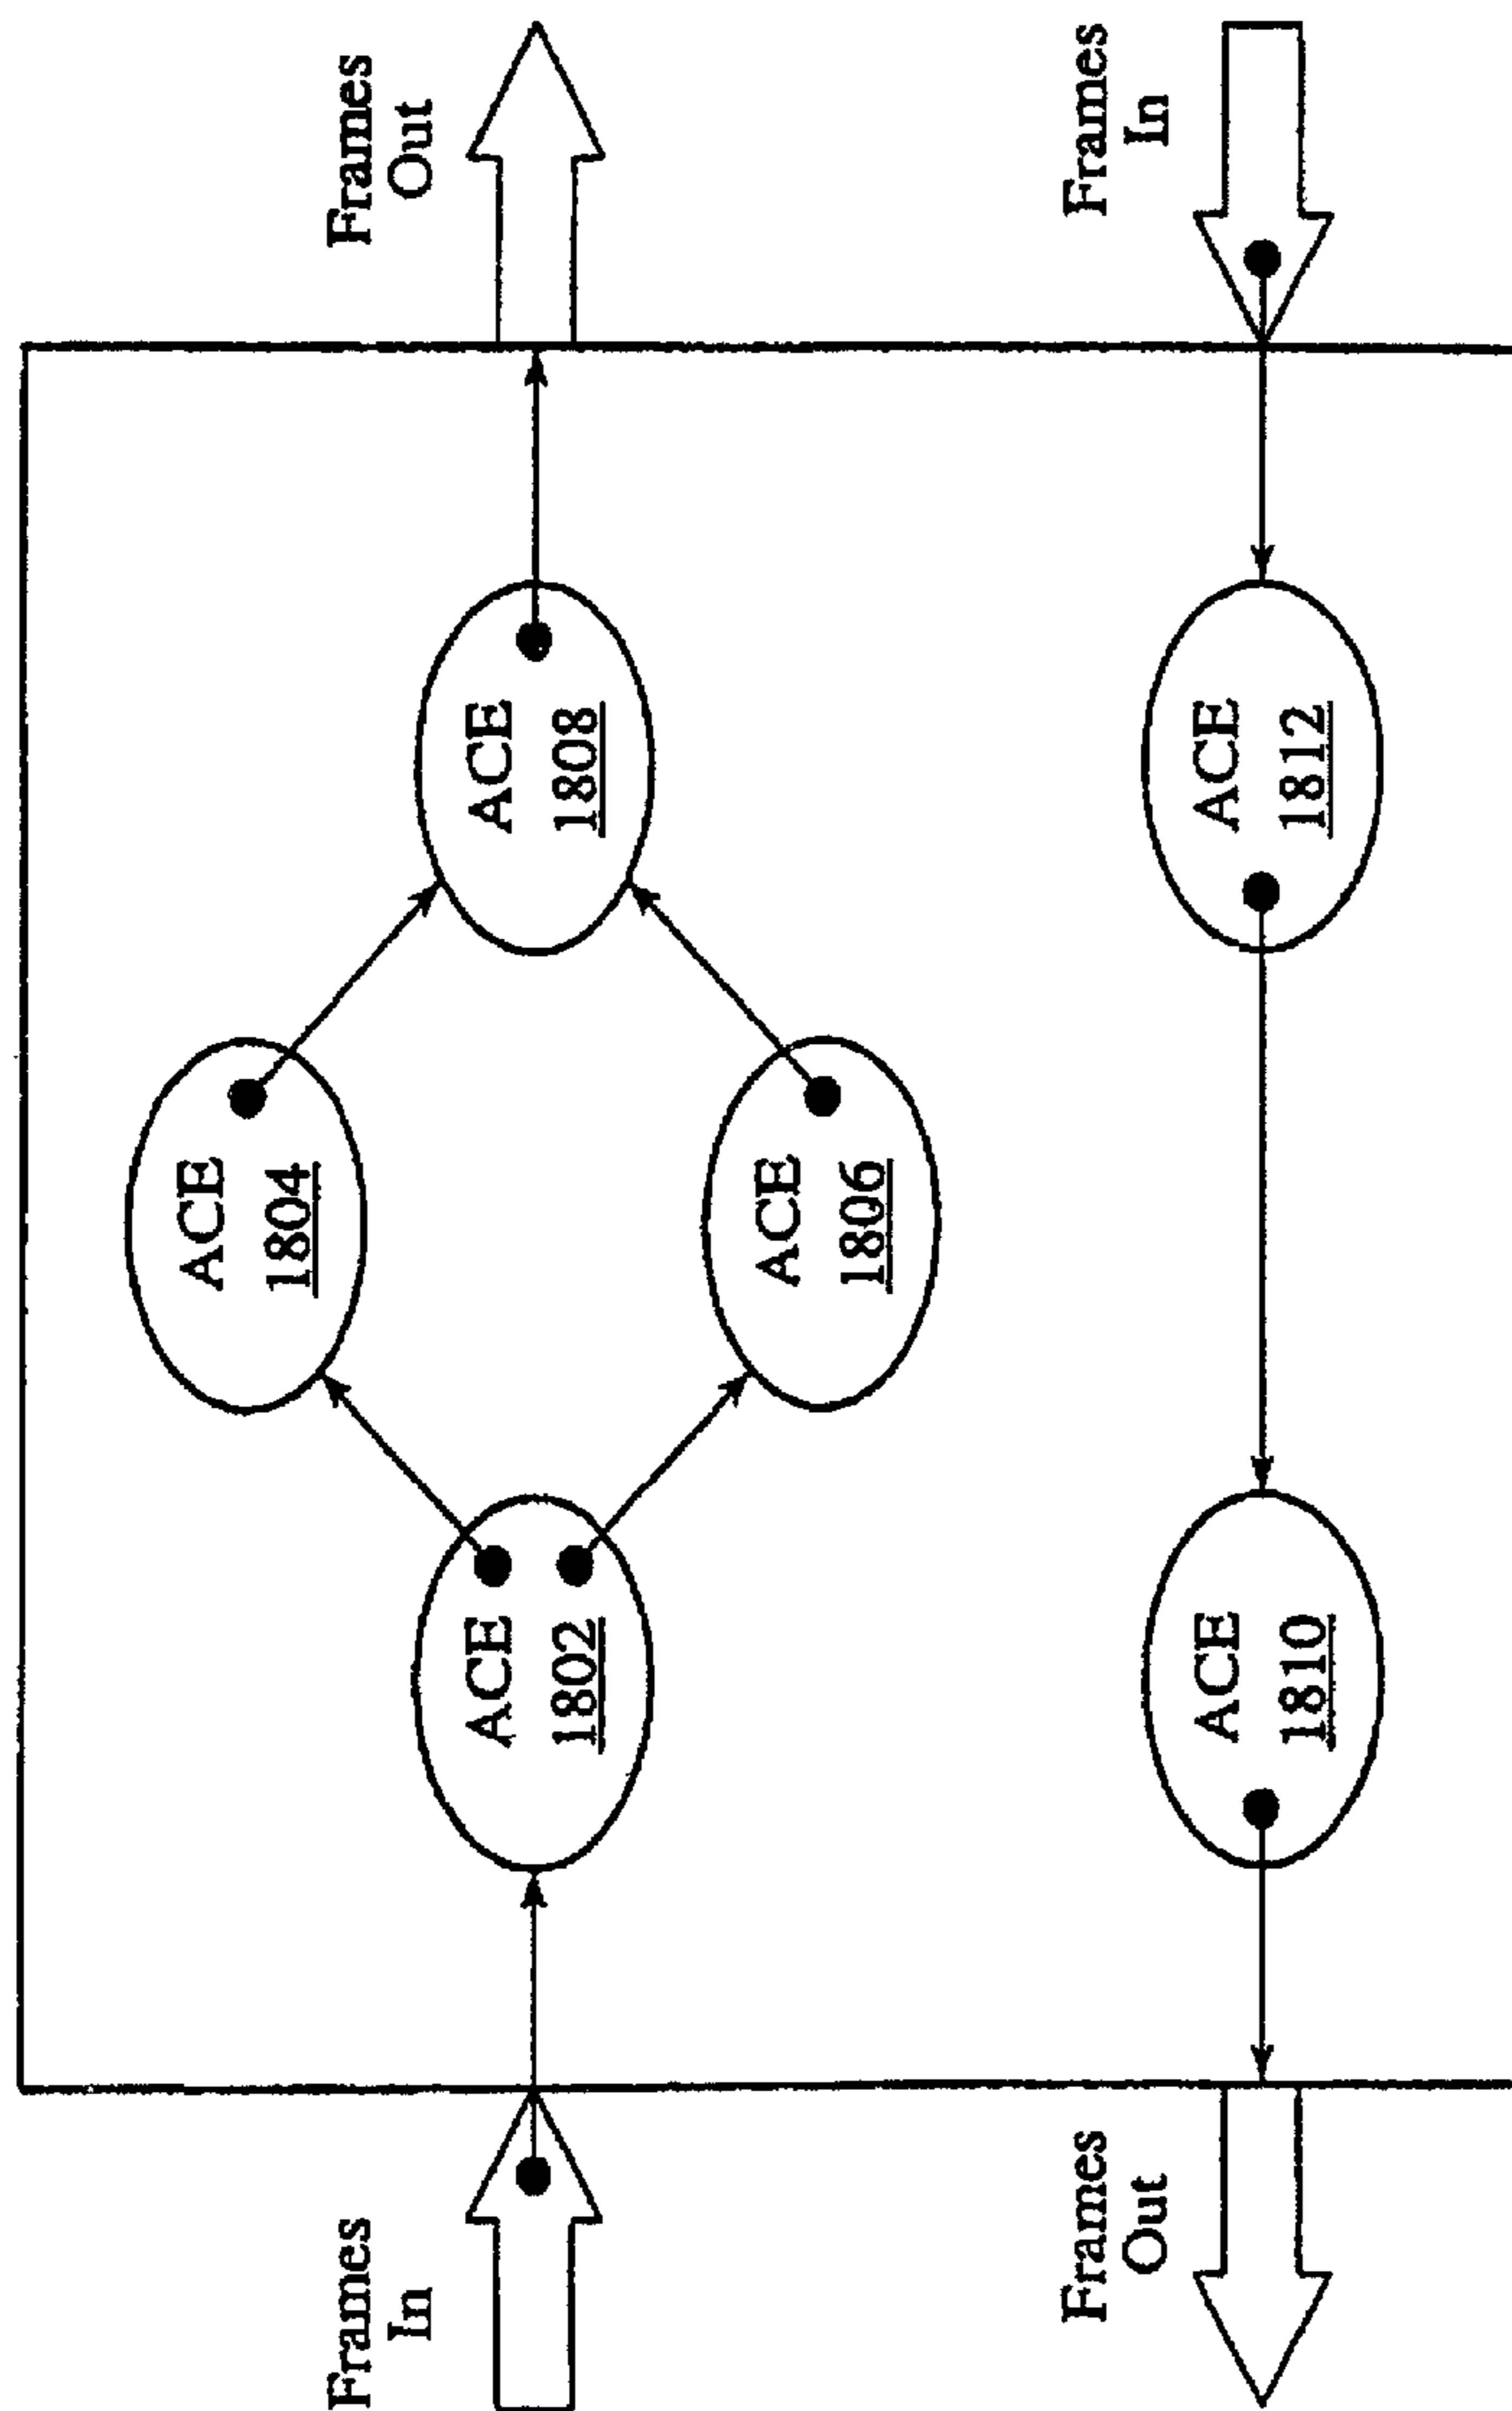 Frames
In
ACE
1802
ACE
1804
ACE
1806
ACE
1808
Frames
Out
Frames
Out
ACE
1810
ACE
1812
Frames
In